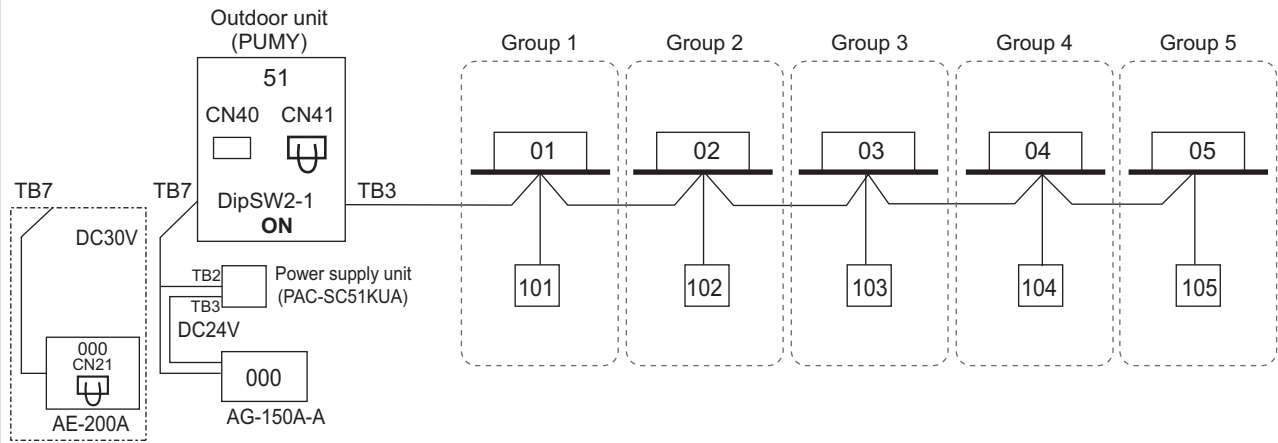 Outdoor unit
(PUMY)
51
CN40 CN41
DipSW2-1
ON
TB7
TB7
TB3
DC30V
TB2
Power supply unit
(PAC-SC51KUA)
TB3
DC24V
000
CN21
AE-200A
000
AG-150A-A
Group 1
Group 2
Group 3
Group 4
Group 5
01
02
03
04
05
101
102
103
104
105